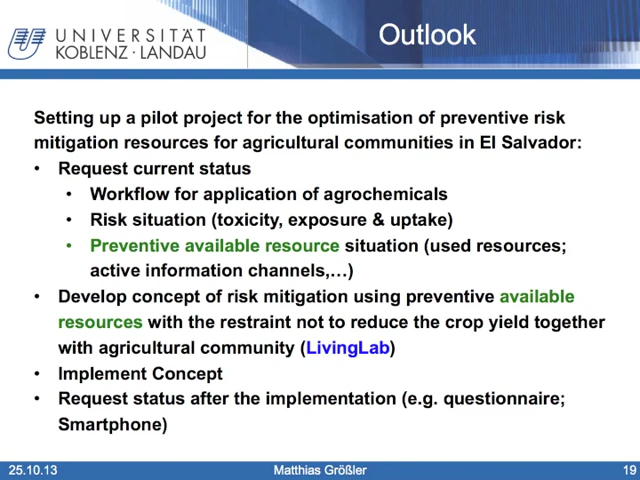 UNIVERSITÄT
KOBLENZ · LANDAU
Outlook
Setting up a pilot project for the optimisation of preventive risk
mitigation resources for agricultural communities in El Salvador:
• Request current status
• Workflow for application of agrochemicals
• Risk situation (toxicity, exposure & uptake)
• Preventive available resource situation (used resources;
active information channels,…)
• Develop concept of risk mitigation using preventive available
resources with the restraint not to reduce the crop yield together
with agricultural community (LivingLab)
• Implement Concept
• Request status after the implementation (e.g. questionnaire;
Smartphone)
25.10.13 Matthias Größler 19